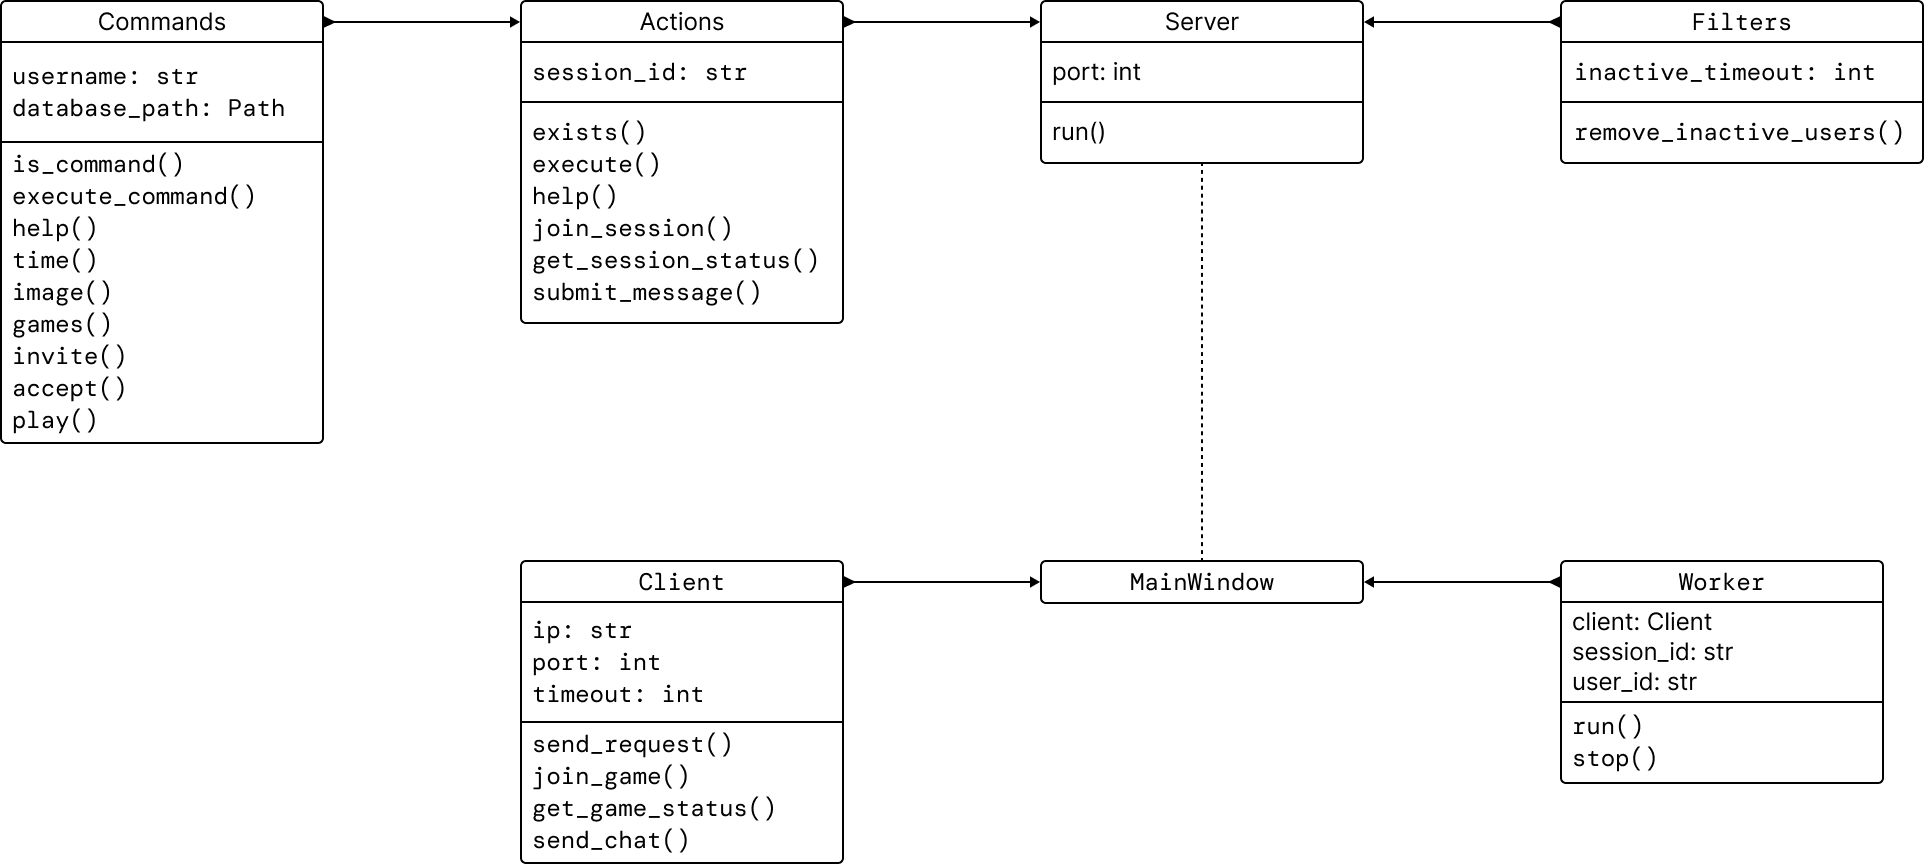 Commands
username: str
database_path: Path
is_command()
execute_command()
help()
time()
image()
games()
invite()
accept()
play()
Actions
session_id: str
exists()
execute()
help()
join_session()
get_session_status()
submit_message()
Server
port: int
run()
Filters
inactive_timeout: int
remove_inactive_users()
Client
ip: str
port: int
timeout: int
send_request()
join_game()
get_game_status()
send_chat()
MainWindow
Worker
client: Client
session_id: str
user_id: str
run()
stop()